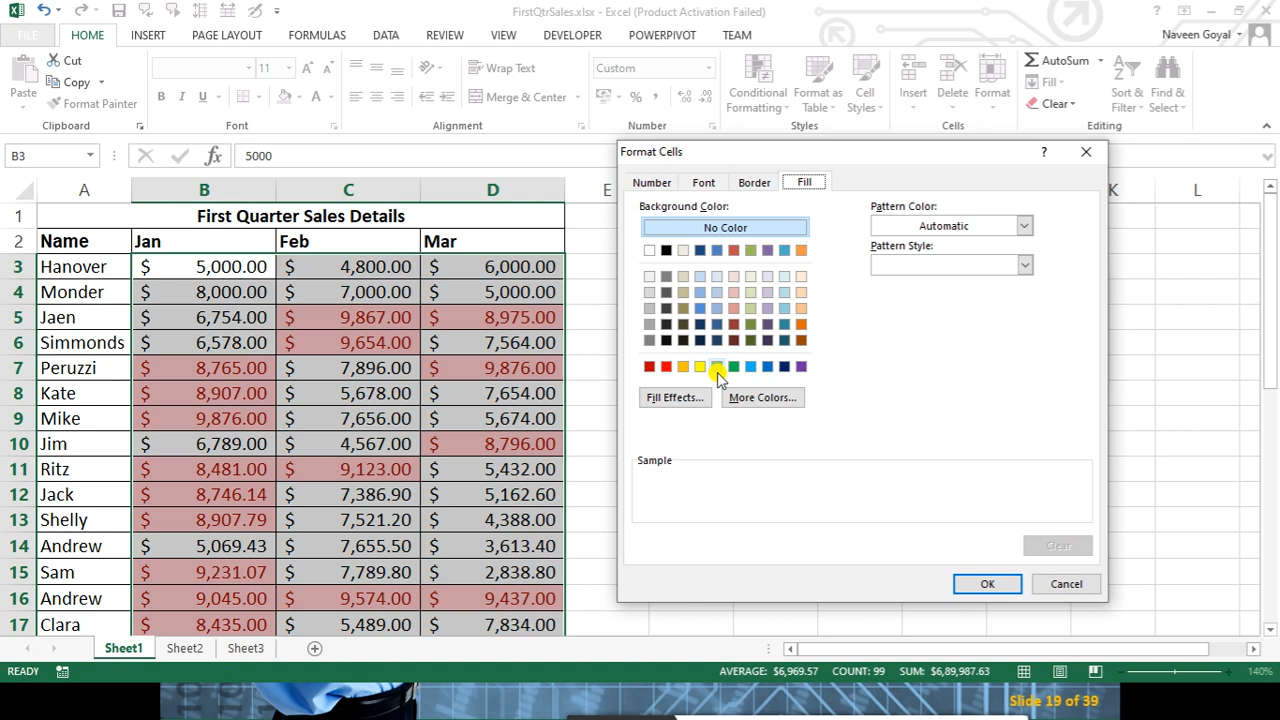 FirstQtrSales.xlsx - Excel (Product Activation Failed)
FILE HOME INSERT PAGE LAYOUT FORMULAS DATA REVIEW VIEW DEVELOPER POWERPIVOT TEAM Naveen Goyal
Cut
Copy
Format Painter
Paste
Clipboard
11
B I U
Font
Wrap Text
Merge & Center
Alignment
Custom
Number
Conditional Formatting
Format as Table
Cell Styles
Styles
Insert Delete Format
Cells
AutoSum
Fill
Clear
Sort & Filter
Find & Select
Editing
B3 fx 5000
A B C D E K L
1 First Quarter Sales Details
2 Name Jan Feb Mar
3 Hanover $ 5,000.00 $ 4,800.00 $ 6,000.00
4 Monder $ 8,000.00 $ 7,000.00 $ 5,000.00
5 Jaen $ 6,754.00 $ 9,867.00 $ 8,975.00
6 Simmonds $ 6,578.00 $ 9,654.00 $ 7,564.00
7 Peruzzi $ 8,765.00 $ 7,896.00 $ 9,876.00
8 Kate $ 8,907.00 $ 5,678.00 $ 7,654.00
9 Mike $ 9,876.00 $ 7,656.00 $ 5,674.00
10 Jim $ 6,789.00 $ 4,567.00 $ 8,796.00
11 Ritz $ 8,481.00 $ 9,123.00 $ 5,432.00
12 Jack $ 8,746.14 $ 7,386.90 $ 5,162.60
13 Shelly $ 8,907.79 $ 7,521.20 $ 4,388.00
14 Andrew $ 5,069.43 $ 7,655.50 $ 3,613.40
15 Sam $ 9,231.07 $ 7,789.80 $ 2,838.80
16 Andrew $ 9,045.00 $ 9,574.00 $ 9,437.00
17 Clara $ 8,435.00 $ 5,489.00 $ 7,834.00
Format Cells
Number Font Border Fill
Background Color:
No Color
Pattern Color:
Automatic
Pattern Style:
Fill Effects... More Colors...
Sample
Clear
OK Cancel
Sheet1 Sheet2 Sheet3
READY AVERAGE: $6,969.57 COUNT: 99 SUM: $6,89,987.63 140%
Slide 19 of 39